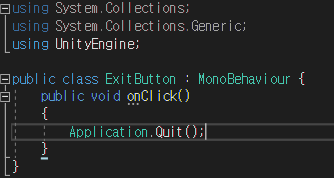 using System.Collections;
using System.Collections.Generic;
using UnityEngine;
public class ExitButton : MonoBehaviour {
public void onClick()
{
Application.Quit();
}
}